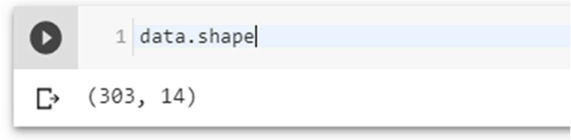 1 data.shape
(303, 14)